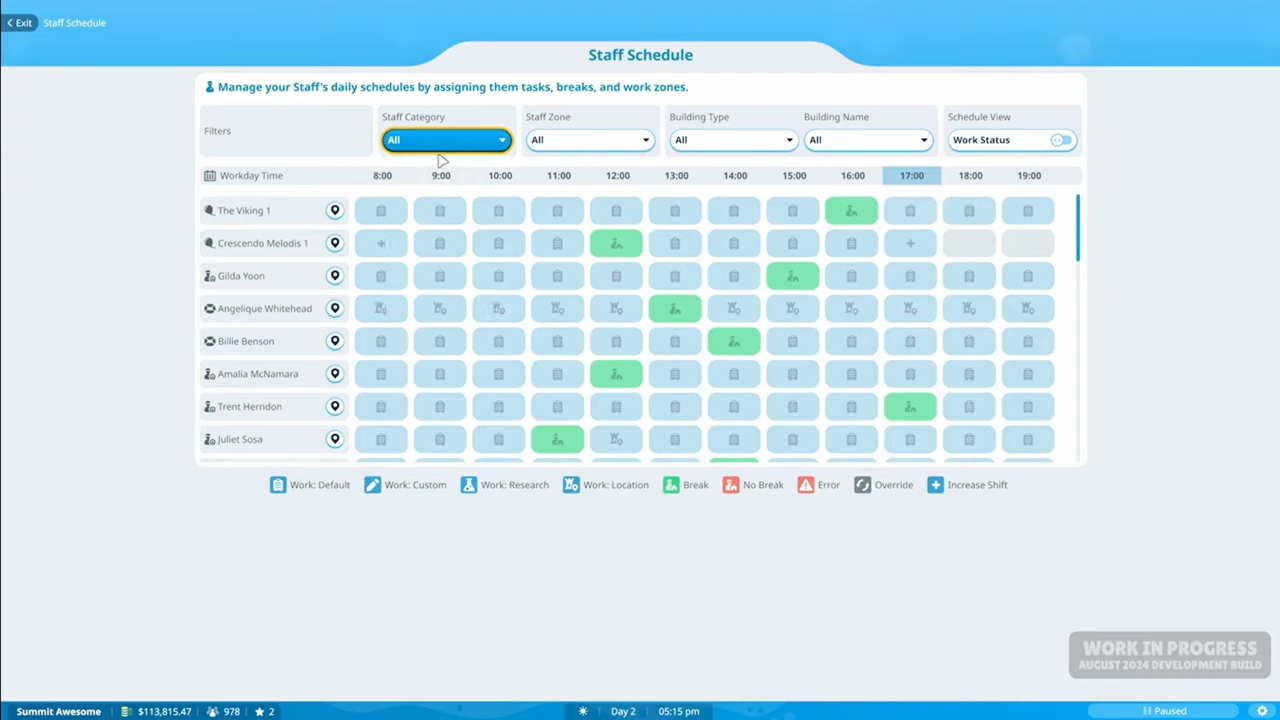 Exit Staff Schedule
Staff Schedule
Manage your Staff's daily schedules by assigning them tasks, breaks, and work zones.
Filters
Staff Category
All
Staff Zone
All
Building Type
All
Building Name
All
Schedule View
Work Status
Workday Time 8:00 9:00 10:00 11:00 12:00 13:00 14:00 15:00 16:00 17:00 18:00 19:00
The Viking 1
Crescendo Melodis 1
Gilda Yoon
Angelique Whitehead
Billie Benson
Amalia McNamara
Trent Herndon
Juliet Sosa
Work: Default Work: Custom Work: Research Work: Location Break No Break Error Override Increase Shift
WORK IN PROGRESS
AUGUST 2024 DEVELOPMENT BUILD
Summit Awesome $113,815.47 978 2 Day 2 05:15 pm Paused